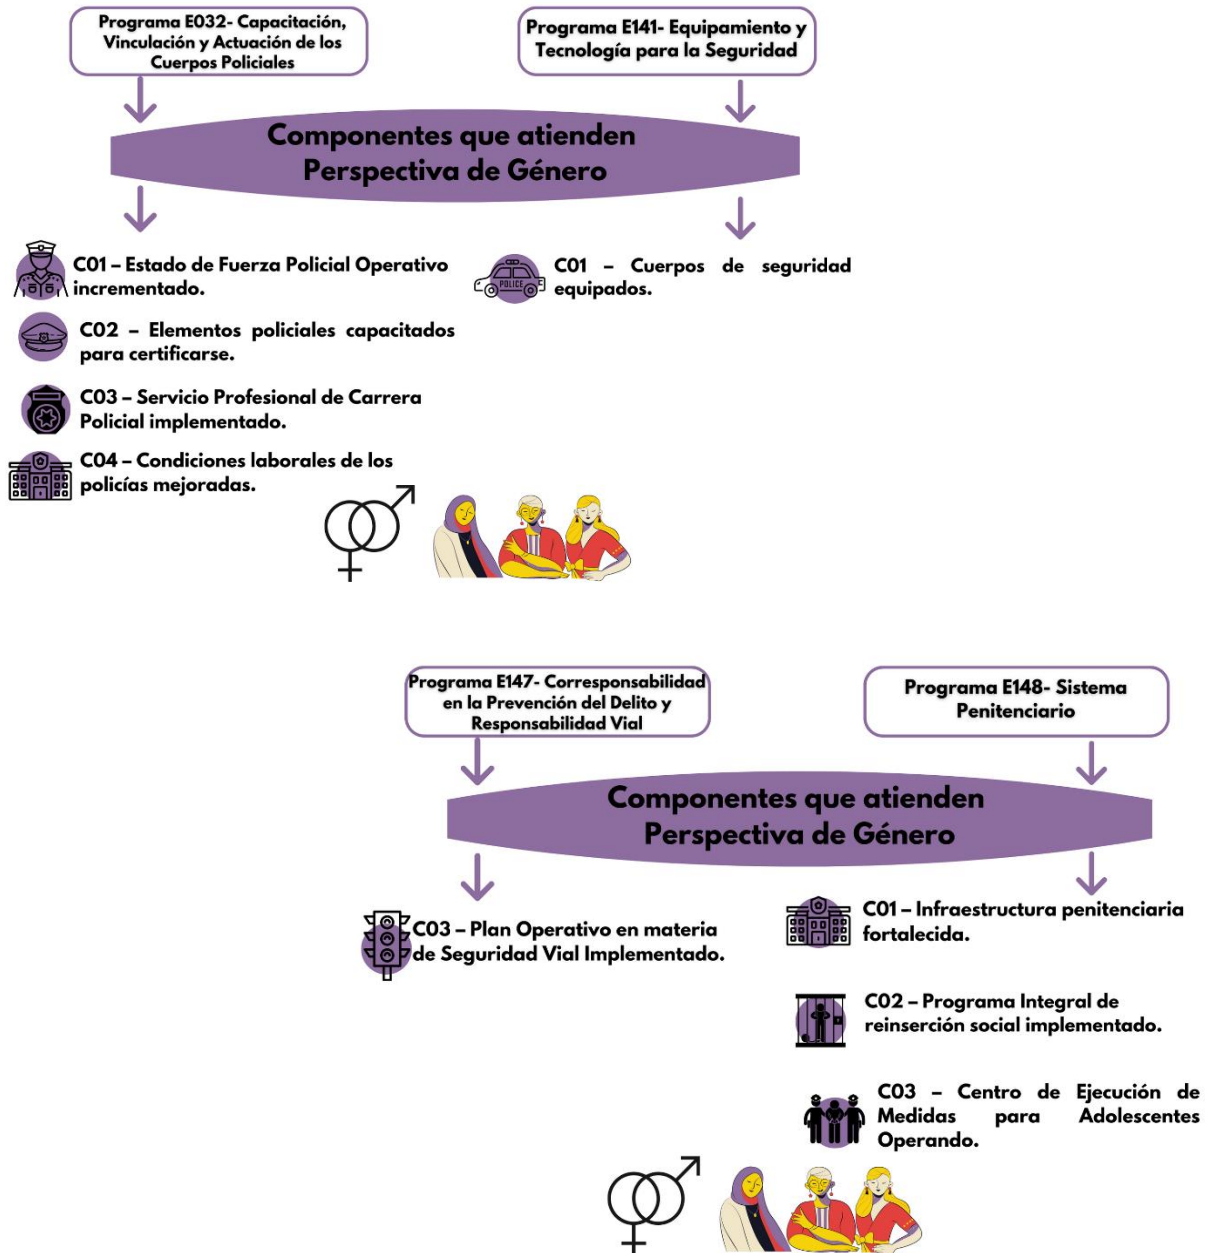 Programa E032- Capacitación,
Vinculación y Actuación de los
Cuerpos Policiales
Programa E141- Equipamiento y
Tecnología para la Seguridad
Componentes que atienden
Perspectiva de Género
C01 – Estado de Fuerza Policial Operativo
incrementado.
C02 – Elementos policiales capacitados
para certificarse.
C03 – Servicio Profesional de Carrera
Policial implementado.
C04 – Condiciones laborales de los
policías mejoradas.
POLICE
C01 – Cuerpos de seguridad
equipados.
Programa E147- Corresponsabilidad
en la Prevención del Delito y
Responsabilidad Vial
Programa E148- Sistema
Penitenciario
Componentes que atienden
Perspectiva de Género
C03 – Plan Operativo en materia
de Seguridad Vial Implementado.
C01 – Infraestructura penitenciaria
fortalecida.
C02 – Programa Integral de
reinserción social implementado.
C03 – Centro de Ejecución de
Medidas para Adolescentes
Operando.